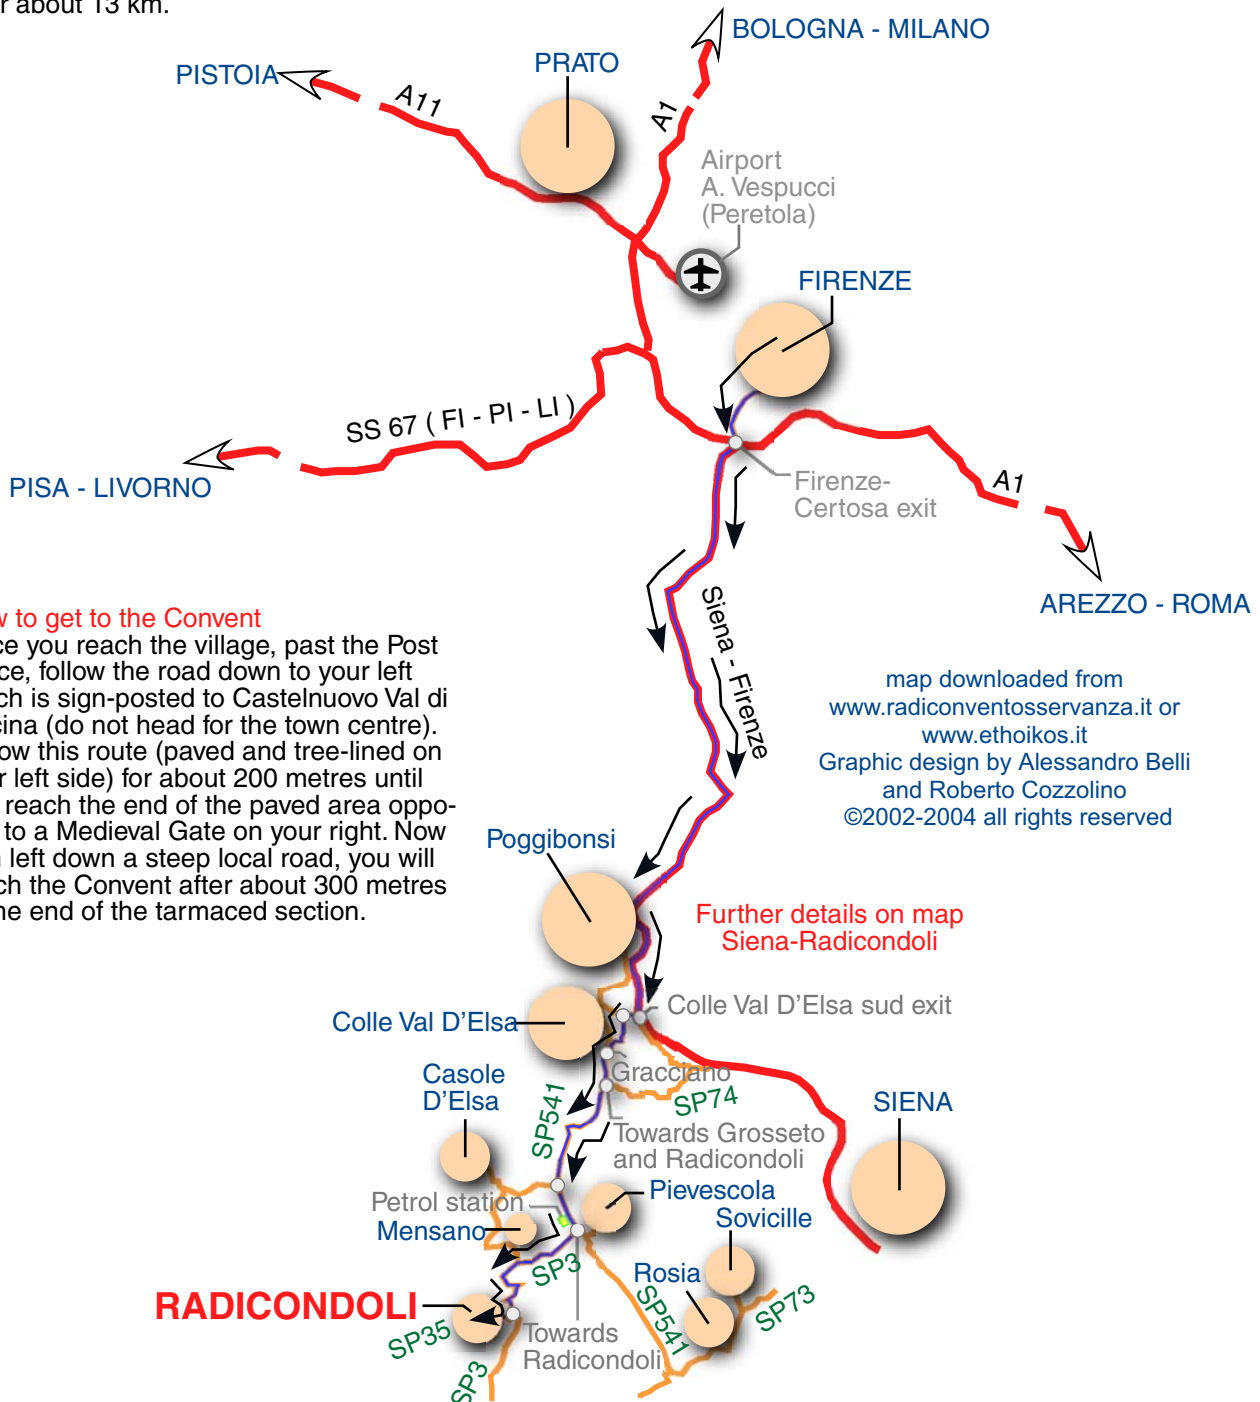 r about 13 km.
BOLOGNA - MILANO
PISTOIA
PRATO
A11
A1
Airport
A. Vespucci
(Peretola)
FIRENZE
SS 67 ( FI - PI - LI )
PISA - LIVORNO
Firenze-
Certosa exit
A1
AREZZO - ROMA
Siena - Firenze
w to get to the Convent
ce you reach the village, past the Post
ce, follow the road down to your left
ch is sign-posted to Castelnuovo Val di
cina (do not head for the town centre).
ow this route (paved and tree-lined on
r left side) for about 200 metres until
reach the end of the paved area oppo-
to a Medieval Gate on your right. Now
n left down a steep local road, you will
ch the Convent after about 300 metres
he end of the tarmaced section.
map downloaded from
www.radiconventosservanza.it or
www.ethoikos.it
Graphic design by Alessandro Belli
and Roberto Cozzolino
©2002-2004 all rights reserved
Poggibonsi
Further details on map
Siena-Radicondoli
Colle Val D'Elsa sud exit
Colle Val D'Elsa
Gracciano
Casole
D'Elsa
SP541
SP74
SIENA
Towards Grosseto
and Radicondoli
Petrol station
Pievescola
Mensano
Sovicille
SP3
Rosia
RADICONDOLI
SP35
SP541
SP73
Towards
Radicondoli
SP3